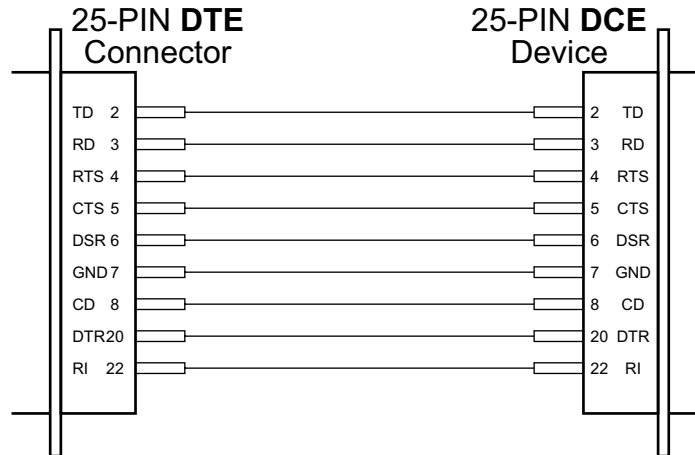 25-PIN DTE 25-PIN DCE
Connector Device
TD 2 2 TD
RD 3 3 RD
RTS 4 4 RTS
CTS 5 5 CTS
DSR 6 6 DSR
GND 7 7 GND
CD 8 8 CD
DTR 20 20 DTR
RI 22 22 RI